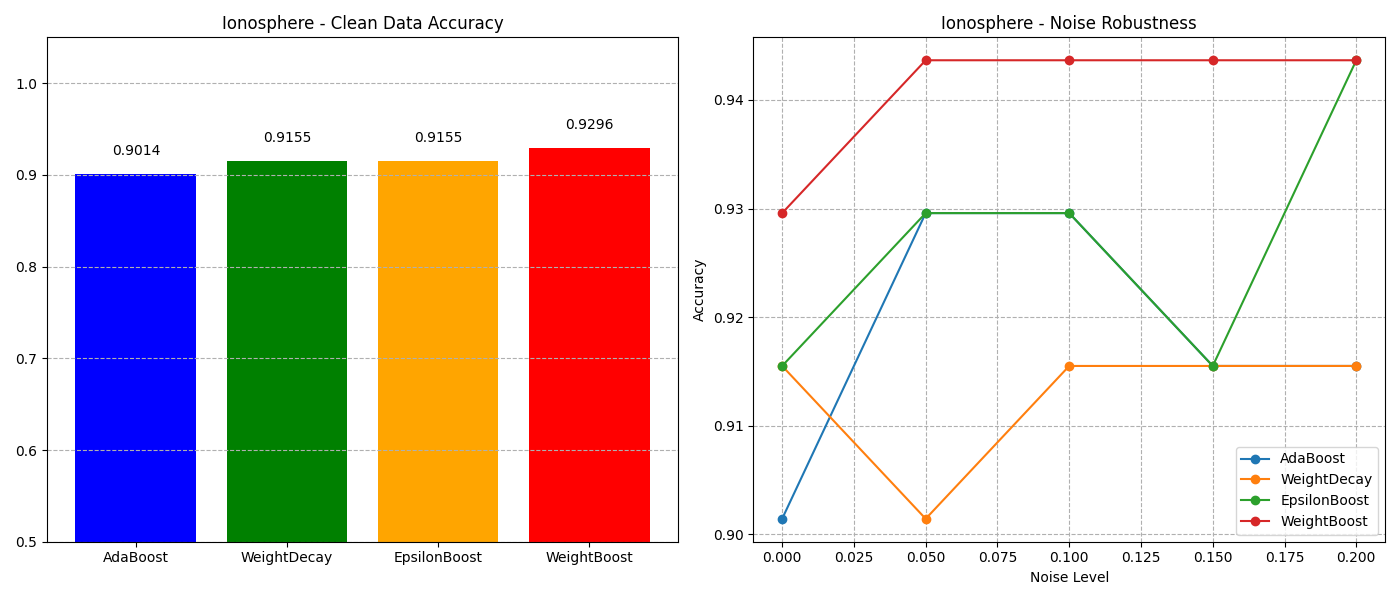 Ionosphere - Clean Data Accuracy
1.0
0.9
0.8
0.7
0.6
0.5
0.9014
0.9155
0.9155
0.9296
AdaBoost
WeightDecay
EpsilonBoost
WeightBoost
Ionosphere - Noise Robustness
Accuracy
0.94
0.93
0.92
0.91
0.90
0.000
0.025
0.050
0.075
0.100
0.125
0.150
0.175
0.200
Noise Level
AdaBoost
WeightDecay
EpsilonBoost
WeightBoost